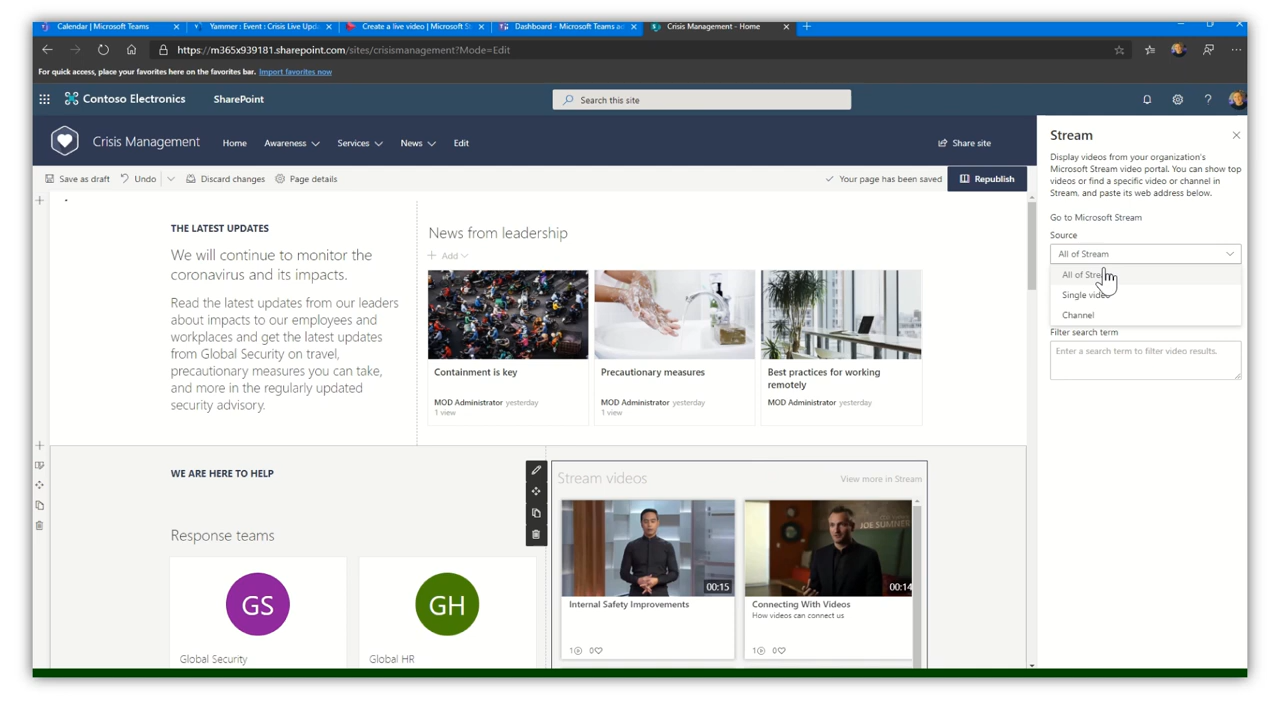 Calendar | Microsoft Teams
Yammer : Event : Crisis Live Upd
Create a live video | Microsoft St
Dashboard - Microsoft Teams ad
Crisis Management - Home
https://m365x939181.sharepoint.com/sites/crisismanagement?Mode=Edit
For quick access, place your favorites here on the favorites bar. Import favorites now
Contoso Electronics
SharePoint
Search this site
Crisis Management
Home
Awareness
Services
News
Edit
Share site
Save as draft
Undo
Discard changes
Page details
Your page has been saved
Republish
THE LATEST UPDATES
We will continue to monitor the
coronavirus and its impacts.
Read the latest updates from our leaders
about impacts to our employees and
workplaces and get the latest updates
from Global Security on travel,
precautionary measures you can take,
and more in the regularly updated
security advisory.
News from leadership
+ Add
Containment is key
MOD Administrator yesterday
1 view
Precautionary measures
MOD Administrator yesterday
1 view
Best practices for working
remotely
MOD Administrator yesterday
WE ARE HERE TO HELP
Response teams
GS
Global Security
GH
Global HR
Stream videos
View more in Stream
00:15
Internal Safety Improvements
1 0
JOE SUMNER
00:14
Connecting With Videos
How videos can connect us
1 0
Stream
Display videos from your organization's
Microsoft Stream video portal. You can show top
videos or find a specific video or channel in
Stream, and paste its web address below.
Go to Microsoft Stream
Source
All of Stream
All of Stre
Single video
Channel
Filter search term
Enter a search term to filter video results.